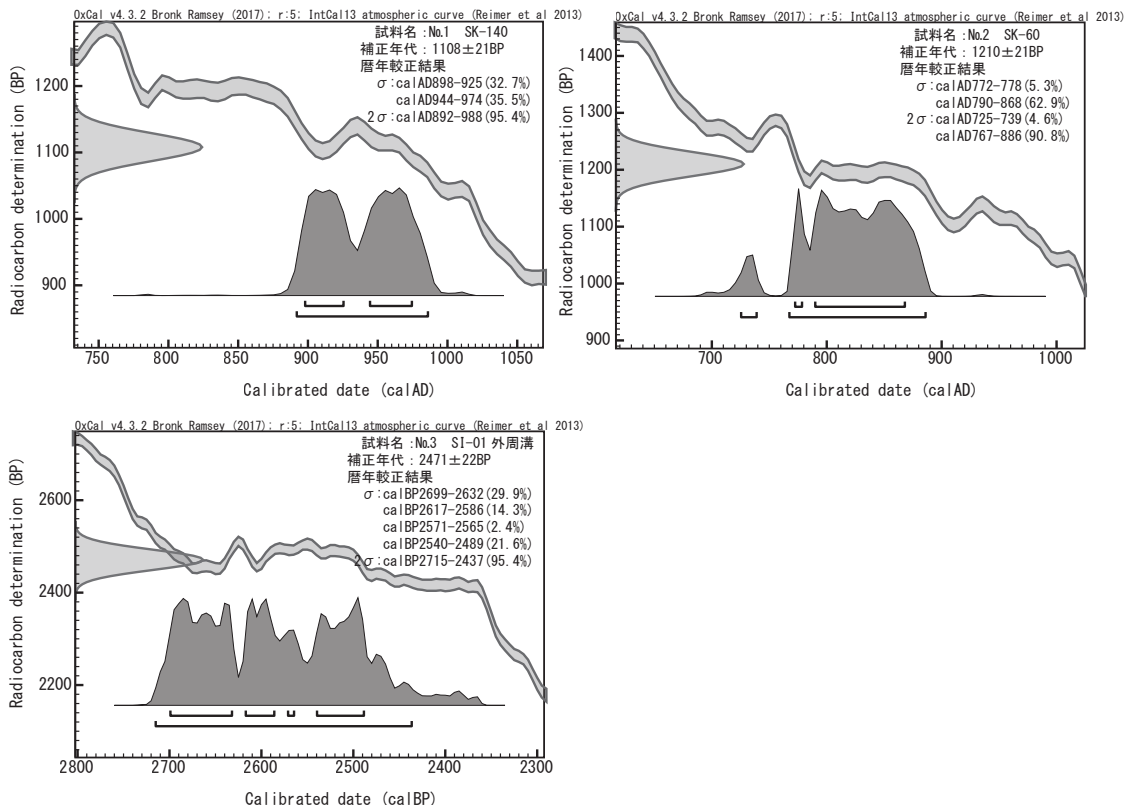 OxCal v4.3.2 Bronk Ramsey (2017); r:5; IntCal13 atmospheric curve (Reimer et al 2013)
試料名:No.1 SK-140
補正年代:1108±21BP
暦年較正結果
σ:calAD898-925(32.7%)
calAD944-974(35.5%)
2σ:calAD892-988(95.4%)
Radiocarbon determination (BP)
1200
1100
1000
900
750 800 850 900 950 1000 1050
Calibrated date (calAD)
OxCal v4.3.2 Bronk Ramsey (2017); r:5; IntCal13 atmospheric curve (Reimer et al 2013)
試料名:No.2 SK-60
補正年代:1210±21BP
暦年較正結果
σ:calAD772-778(5.3%)
calAD790-868(62.9%)
2σ:calAD725-739(4.6%)
calAD767-886(90.8%)
Radiocarbon determination (BP)
1400
1300
1200
1100
1000
900
700 800 900 1000
Calibrated date (calAD)
OxCal v4.3.2 Bronk Ramsey (2017); r:5; IntCal13 atmospheric curve (Reimer et al 2013)
試料名:No.3 SI-01 外周溝
補正年代:2471±22BP
暦年較正結果
σ:calBP2699-2632(29.9%)
calBP2617-2586(14.3%)
calBP2571-2565(2.4%)
calBP2540-2489(21.6%)
2σ:calBP2715-2437(95.4%)
Radiocarbon determination (BP)
2600
2400
2200
2800 2700 2600 2500 2400 2300
Calibrated date (calBP)